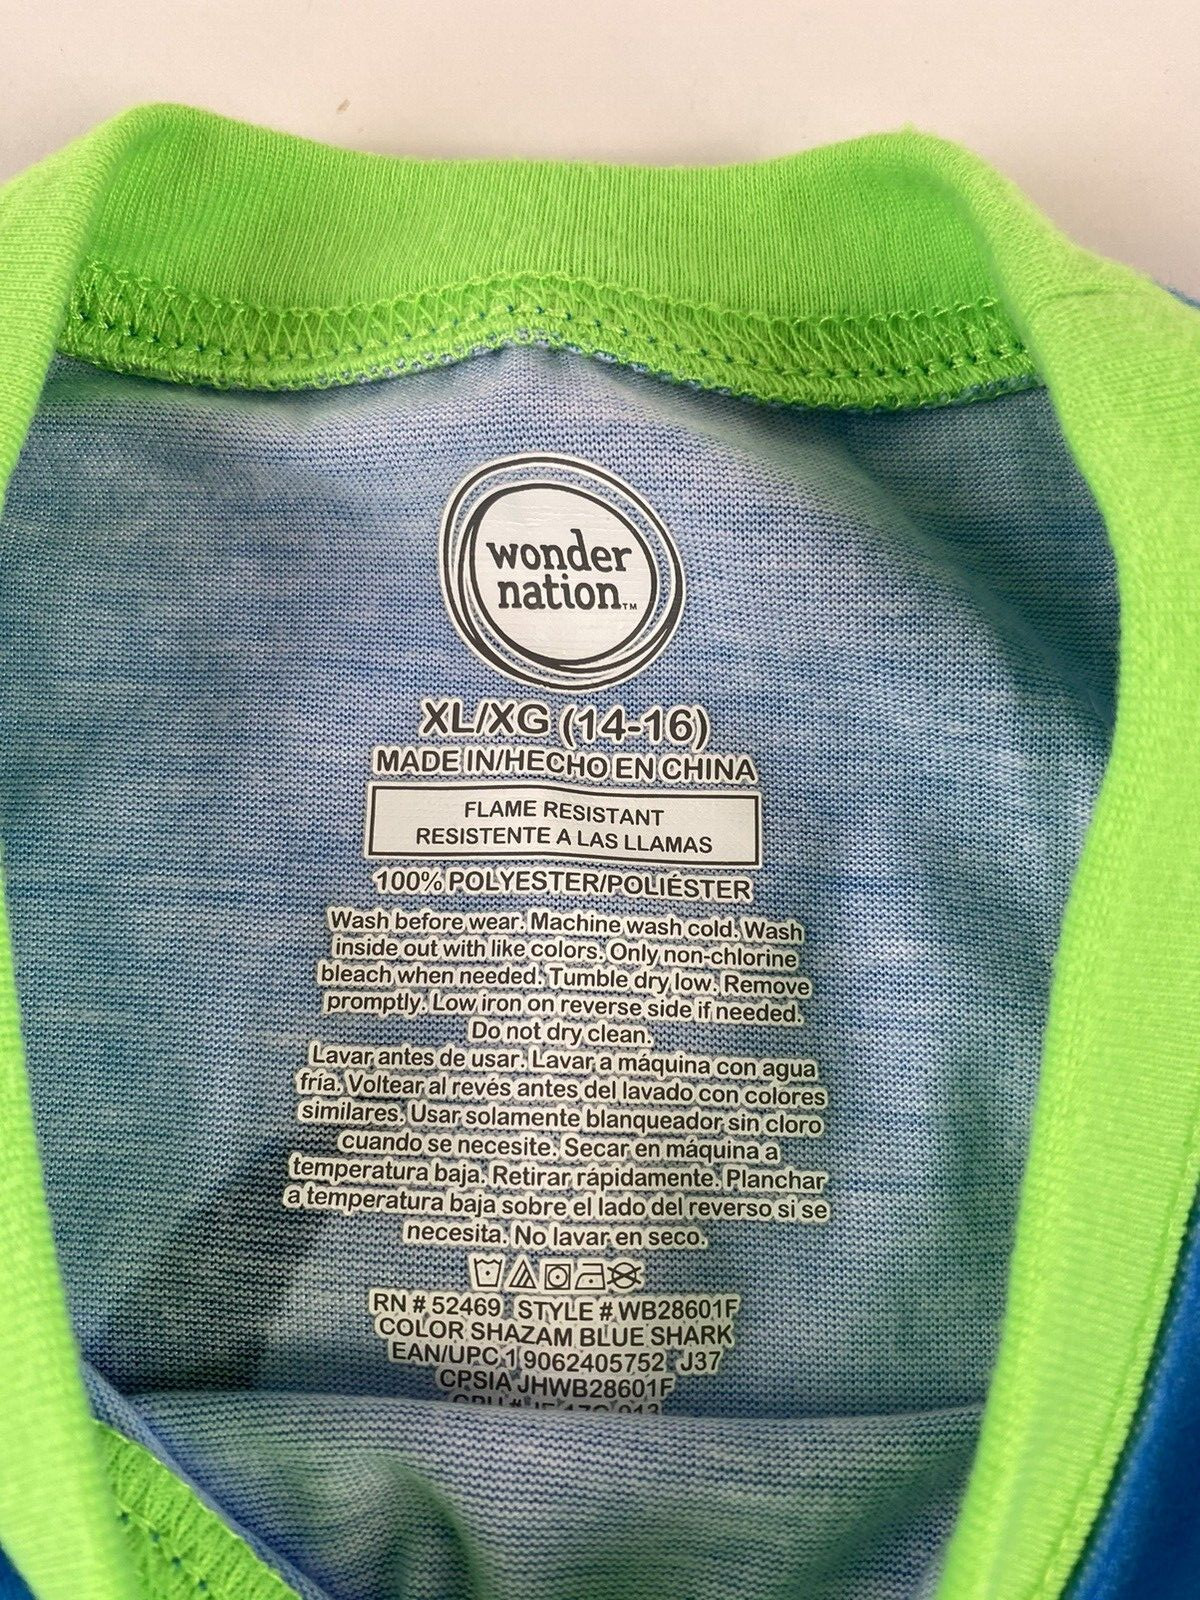 wonder
nation™
XL/XG (14-16)
MADE IN/HECHO EN CHINA
FLAME RESISTANT
RESISTENTE A LAS LLAMAS
100% POLYESTER/POLIÉSTER
Wash before wear. Machine wash cold. Wash
inside out with like colors. Only non-chlorine
bleach when needed. Tumble dry low. Remove
promptly. Low iron on reverse side if needed.
Do not dry clean.
Lavar antes de usar. Lavar a máquina con agua
fría. Voltear al revés antes del lavado con colores
similares. Usar solamente blanqueador sin cloro
cuando se necesite. Secar en máquina a
temperatura baja. Retirar rápidamente. Planchar
a temperatura baja sobre el lado del reverso si se
necesita. No lavar en seco.
RN # 52469 STYLE # WB28601F
COLOR SHAZAM BLUE SHARK
EAN/UPC 1 9062405752 J37
CPSIA JHWB28601F